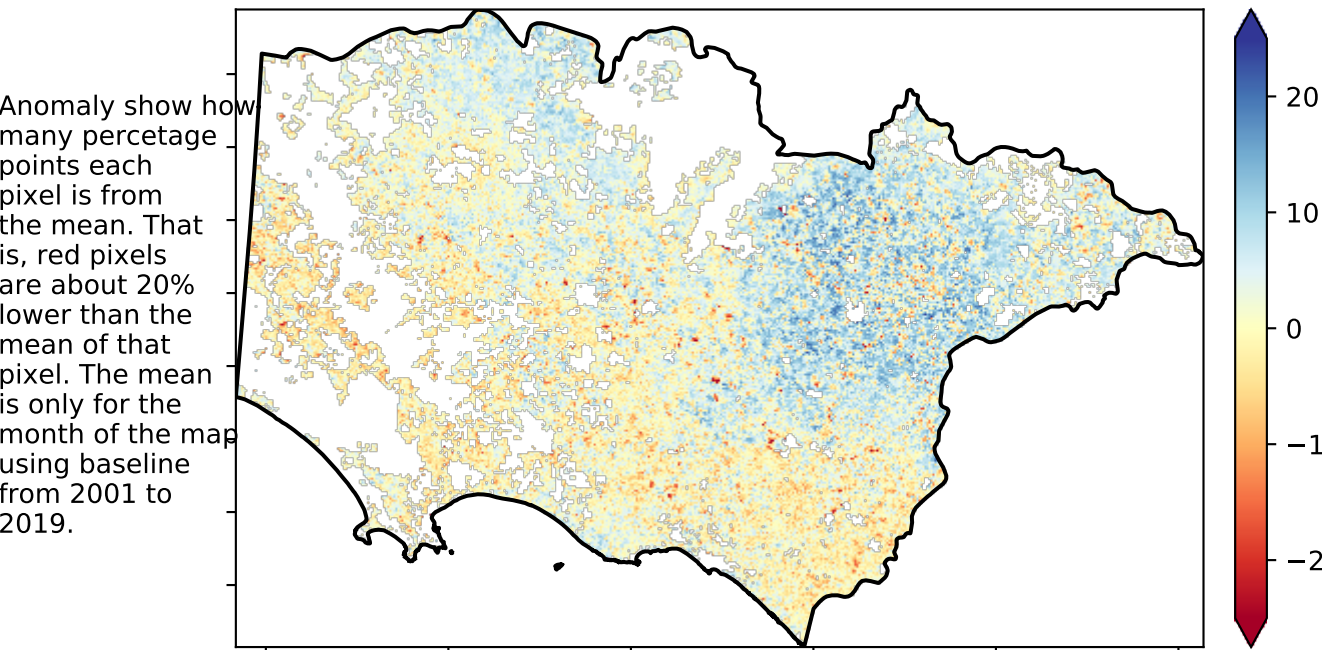 Anomaly show how
many percetage
points each
pixel is from
the mean. That
is, red pixels
are about 20%
lower than the
mean of that
pixel. The mean
is only for the
month of the map
using baseline
from 2001 to
2019.
20
10
0
−1
−2